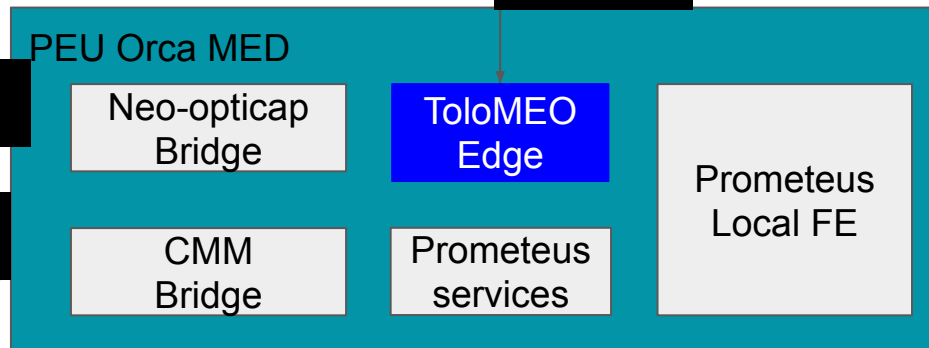 PEU Orca MED
Neo-opticap
Bridge
ToloMEO
Edge
Prometeus
Local FE
CMM
Bridge
Prometeus
services